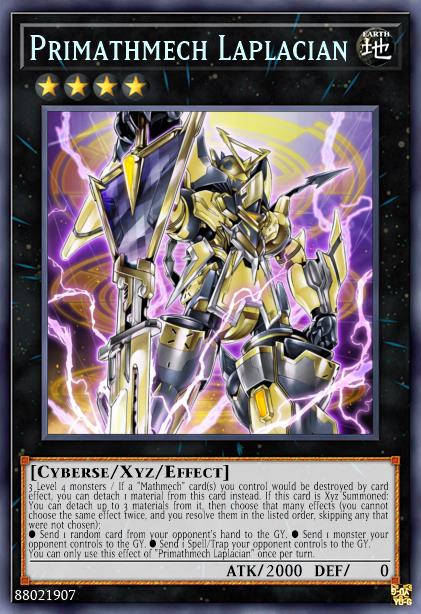 PRIMATHMECH LAPLACIAN
EARTH
地
[CYBERSE/XYZ/EFFECT]
3 Level 4 monsters / If a "Mathmech" card(s) you control would be destroyed by card
effect, you can detach 1 material from this card instead. If this card is Xyz Summoned:
You can detach up to 3 materials from it, then choose that many effects (you cannot
choose the same effect twice, and you resolve them in the listed order, skipping any that
were not chosen);
● Send 1 random card from your opponent's hand to the GY. ● Send 1 monster your
opponent controls to the GY. ● Send 1 Spell/Trap your opponent controls to the GY.
You can only use this effect of "Primathmech Laplacian" once per turn.
ATK/2000 DEF/ 0
88021907